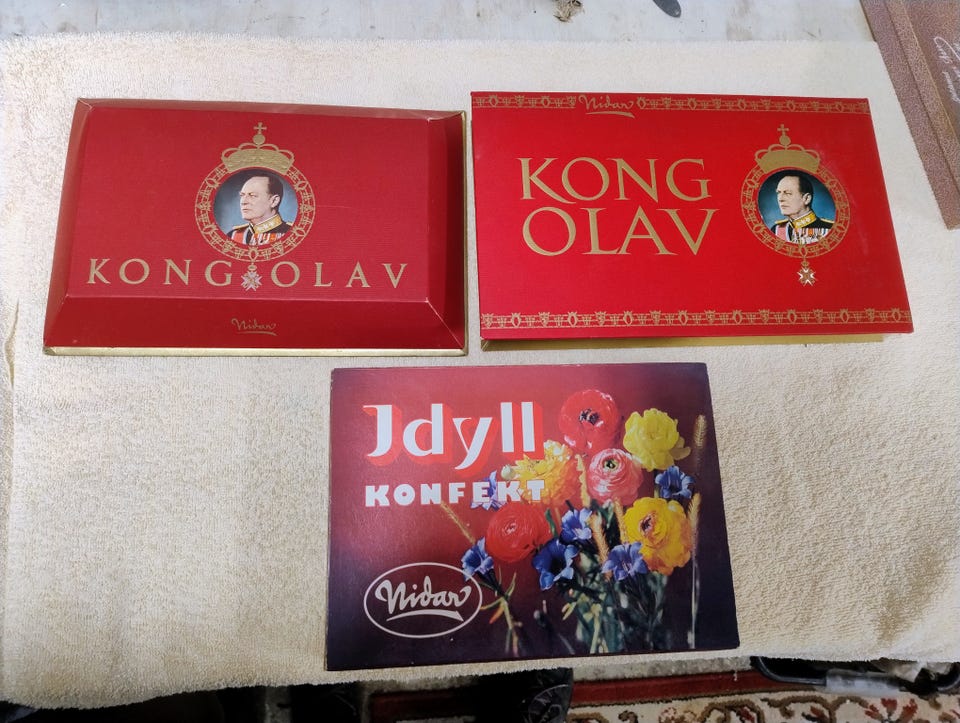 KONG OLAV
Nidar
Nidar
KONG
OLAV
Jdyll
KONFEKT
Nidar